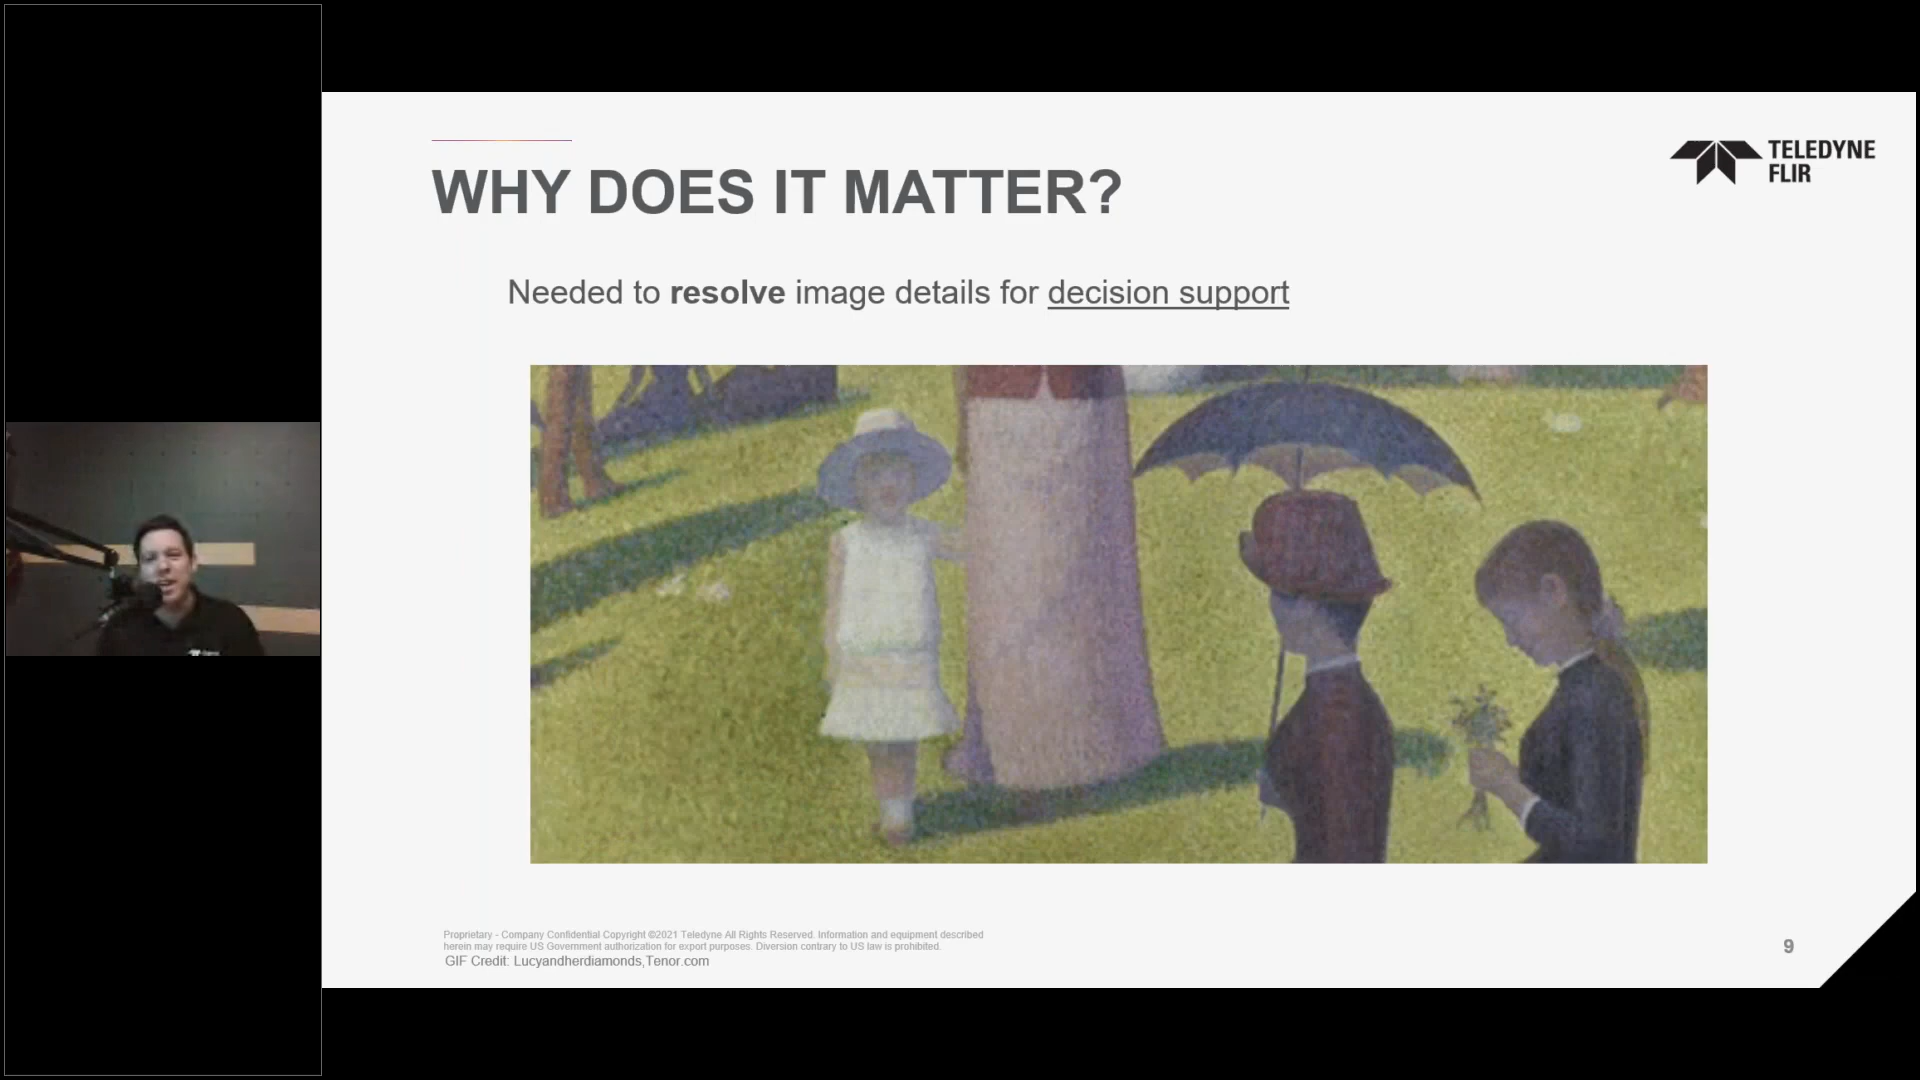 WHY DOES IT MATTER?
TELEDYNE
FLIR
Needed to resolve image details for decision support
Proprietary - Company Confidential Copyright ©2021 Teledyne All Rights Reserved. Information and equipment described
herein may require US Government authorization for export purposes. Diversion contrary to US law is prohibited.
GIF Credit: Lucyandherdiamonds,Tenor.com
9